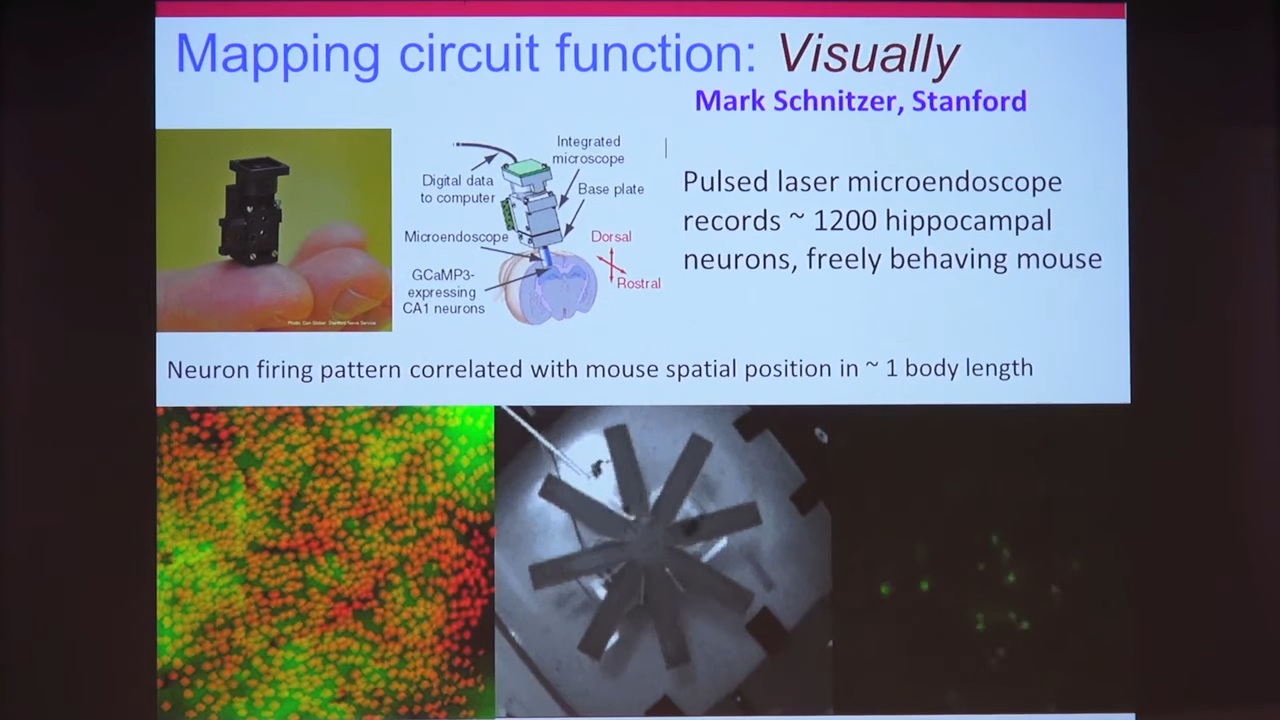 Mapping circuit function: Visually
Mark Schnitzer, Stanford
Integrated
microscope
Digital data
to computer
Base plate
Microendoscope
Dorsal
GCaMP3-
expressing
CA1 neurons
Rostral
Pulsed laser microendoscope
records ~ 1200 hippocampal
neurons, freely behaving mouse
Neuron firing pattern correlated with mouse spatial position in ~ 1 body length